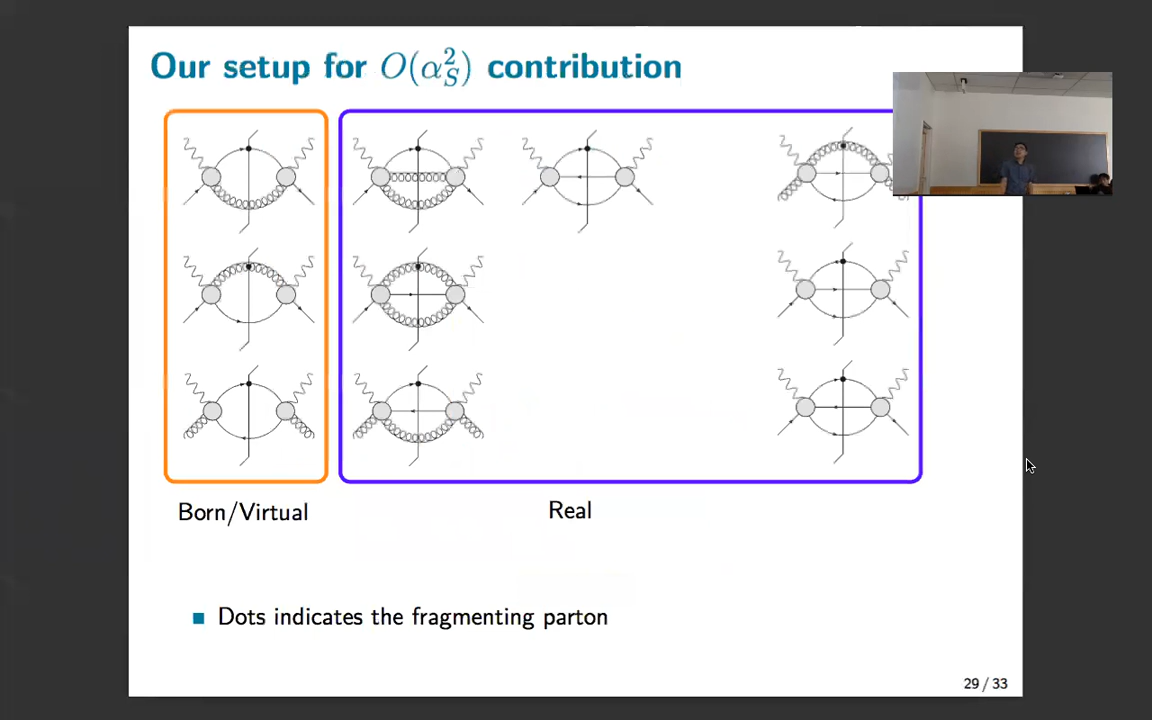 Our setup for $O(\alpha_S^2)$ contribution
Born/Virtual
Real
Dots indicates the fragmenting parton
29 / 33